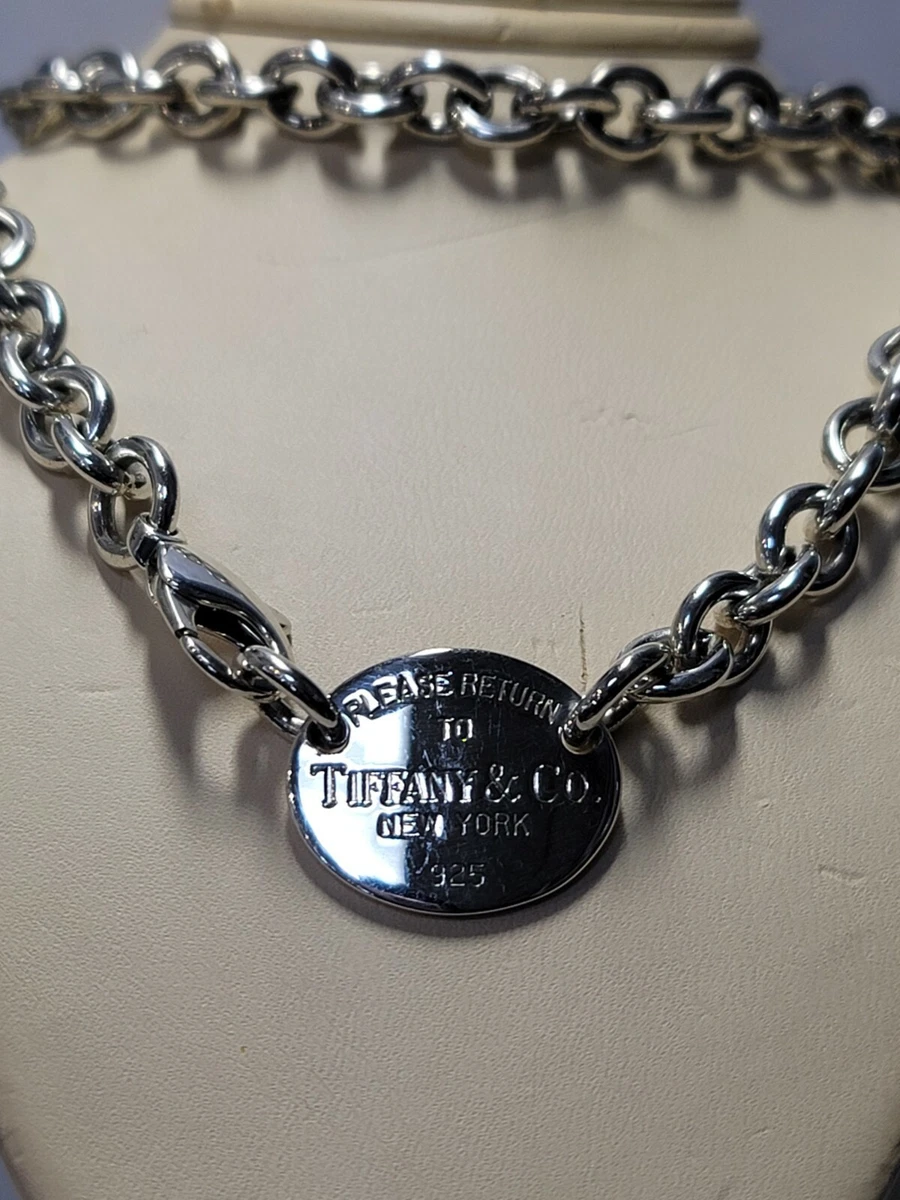 PLEASE RETURN
TO
TIFFANY & CO.
NEW YORK
925